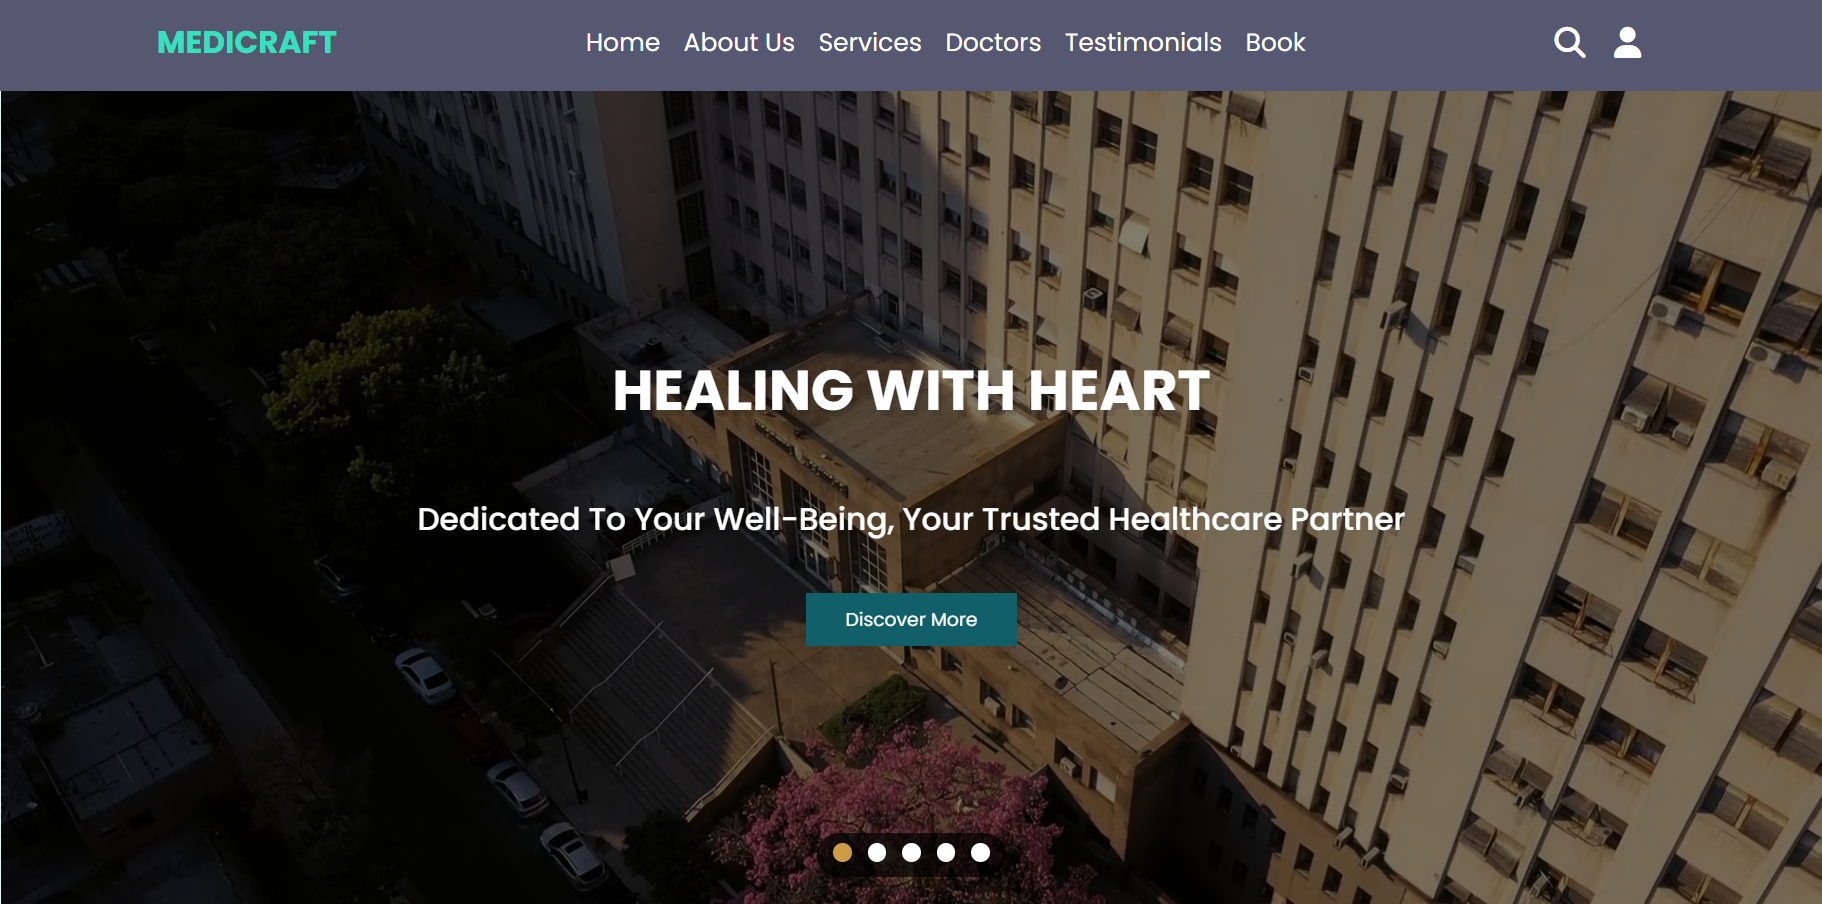 MEDICRAFT
Home About Us Services Doctors Testimonials Book
HEALING WITH HEART
Dedicated To Your Well-Being, Your Trusted Healthcare Partner
Discover More